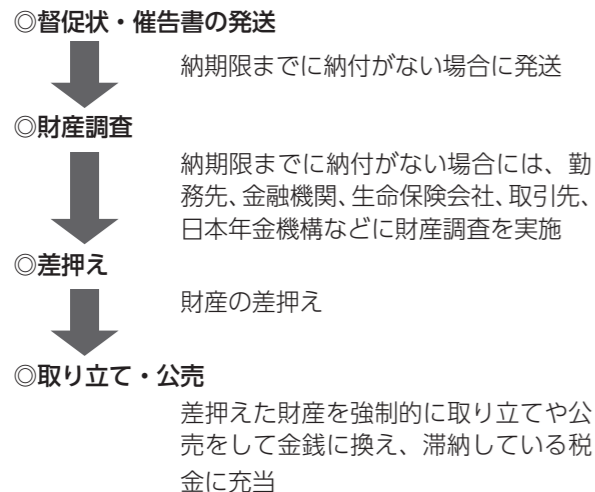 ◎督促状・催告書の発送
納期限までに納付がない場合に発送
◎財産調査
納期限までに納付がない場合には、勤
務先、金融機関、生命保険会社、取引先、
日本年金機構などに財産調査を実施
◎差押え
財産の差押え
◎取り立て・公売
差押えた財産を強制的に取り立てや公
売をして金銭に換え、滞納している税
金に充当